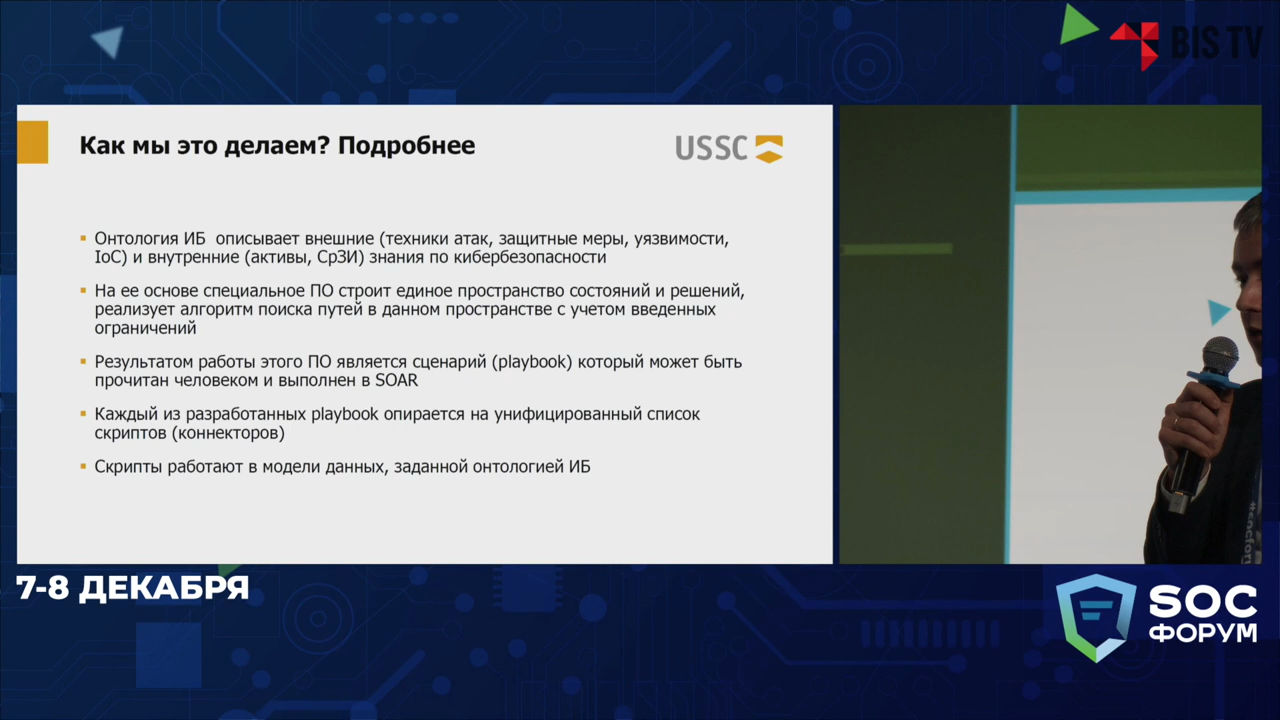 BIS TV
Как мы это делаем? Подробнее
USSC
Онтология ИБ описывает внешние (техники атак, защитные меры, уязвимости,
IoC) и внутренние (активы, СрЗИ) знания по кибербезопасности
На ее основе специальное ПО строит единое пространство состояний и решений,
реализует алгоритм поиска путей в данном пространстве с учетом введенных
ограничений
Результатом работы этого ПО является сценарий (playbook) который может быть
прочитан человеком и выполнен в SOAR
Каждый из разработанных playbook опирается на унифицированный список
скриптов (коннекторов)
Скрипты работают в модели данных, заданной онтологией ИБ
7-8 ДЕКАБРЯ
SOC
ФОРУМ